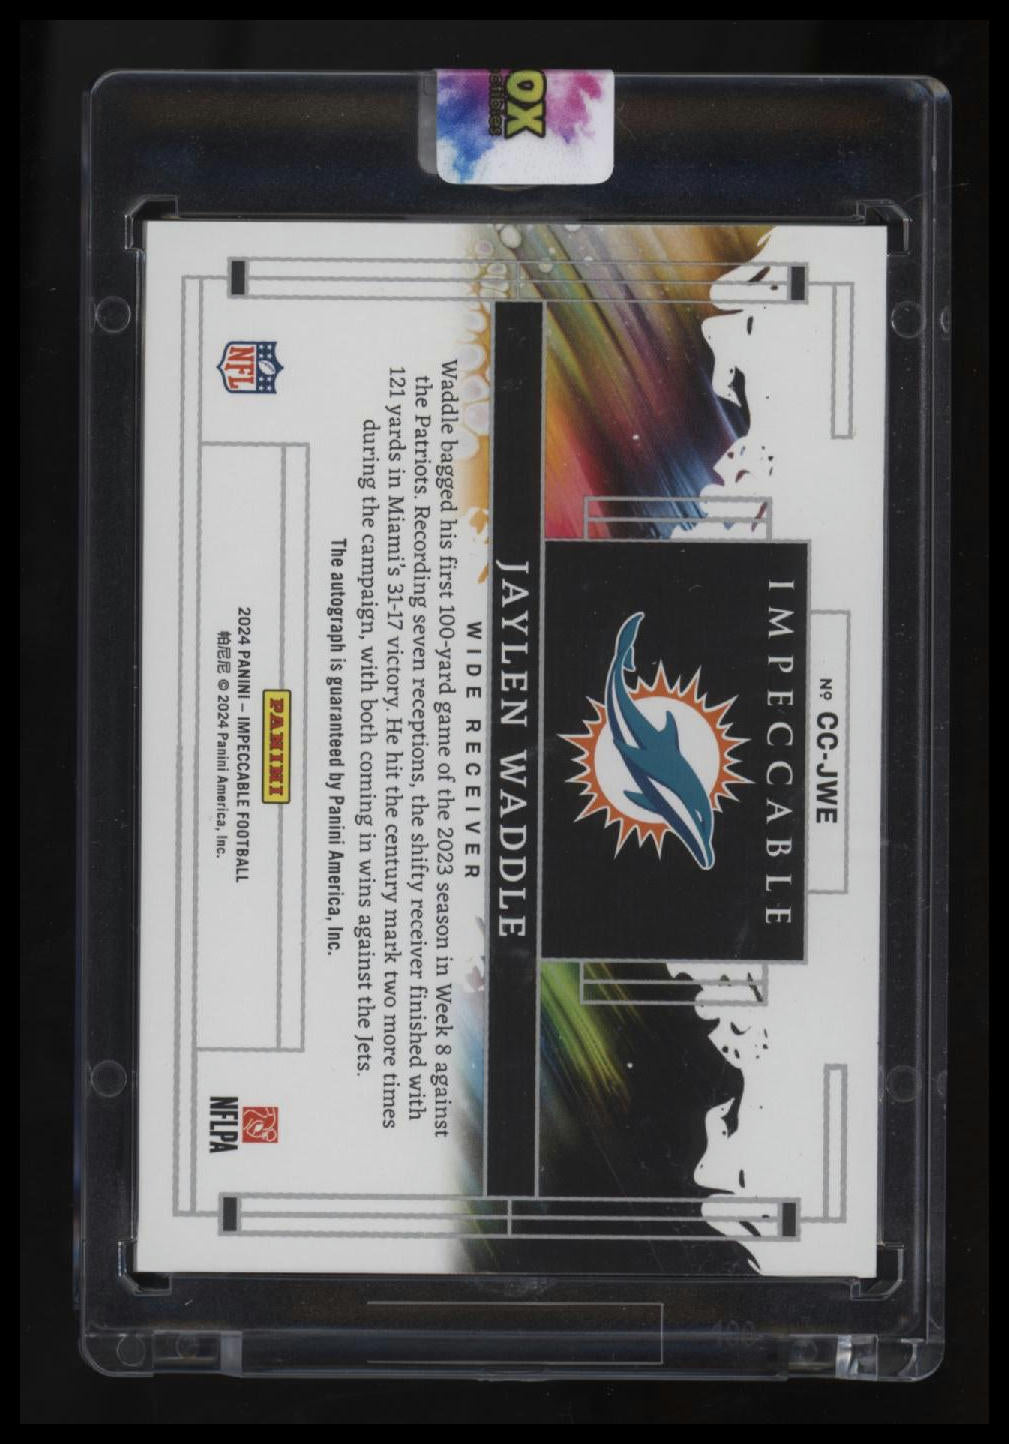 Nº CC-JWE
IMPECCABLE
JAYLEN WADDLE
WIDE RECEIVER
Waddle bagged his first 100-yard game of the 2023 season in Week 8 against
the Patriots. Recording seven receptions, the shifty receiver finished with
121 yards in Miami's 31-17 victory. He hit the century mark two more times
during the campaign, with both coming in wins against the Jets.
The autograph is guaranteed by Panini America, Inc.
PANINI
2024 PANINI – IMPECCABLE FOOTBALL
帕尼尼 © 2024 Panini America, Inc.
NFL
NFLPA
OX